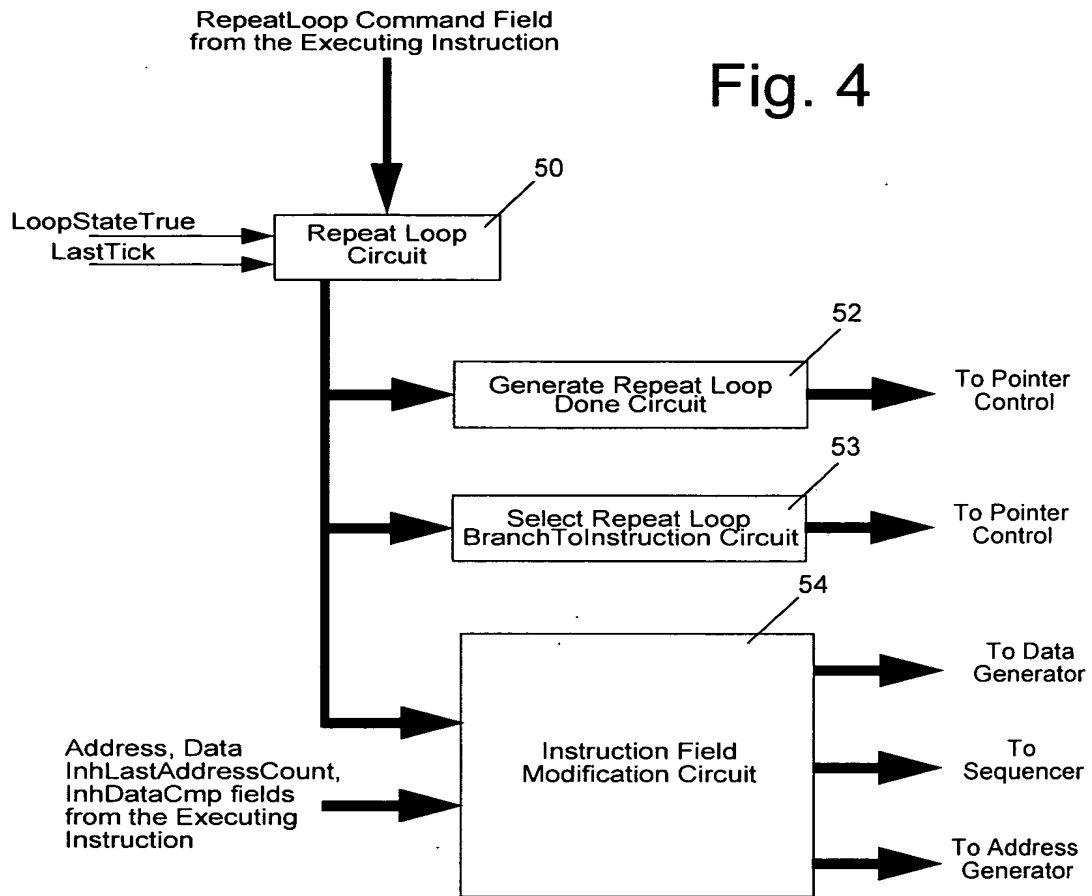 RepeatLoop Command Field
from the Executing Instruction
Fig. 4
50
LoopStateTrue
LastTick
Repeat Loop
Circuit
52
Generate Repeat Loop
Done Circuit
To Pointer
Control
53
Select Repeat Loop
BranchToInstruction Circuit
To Pointer
Control
54
To Data
Generator
Address, Data
InhLastAddressCount,
InhDataCmp fields
from the Executing
Instruction
Instruction Field
Modification Circuit
To
Sequencer
To Address
Generator